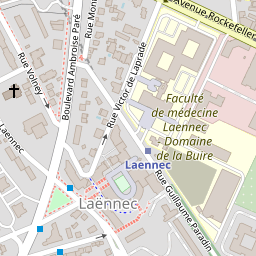 Avenue Rockefeller
Rue Mon
Boulevard Ambroise Paré
Rue Victor de Laprade
Rue Volney
Faculté
de médecine
Laennec
Domaine
de la Buire
Laennec
Laennec
Laënnec
Rue Guillaume Paradin